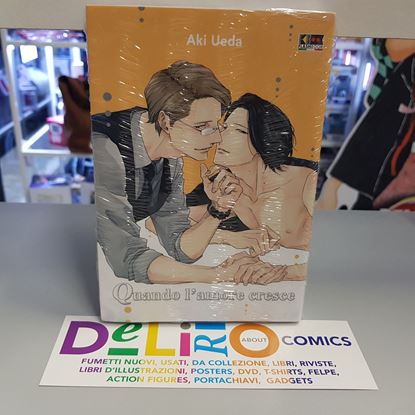 Aki Ueda
FLASHBOOK
Quando l'amore cresce
DeLiRiO ABOUT COMICS
FUMETTI NUOVI, USATI, DA COLLEZIONE, LIBRI, RIVISTE,
LIBRI D'ILLUSTRAZIONI, POSTERS, DVD, T-SHIRTS, FELPE,
ACTION FIGURES, PORTACHIAVI, GADGETS